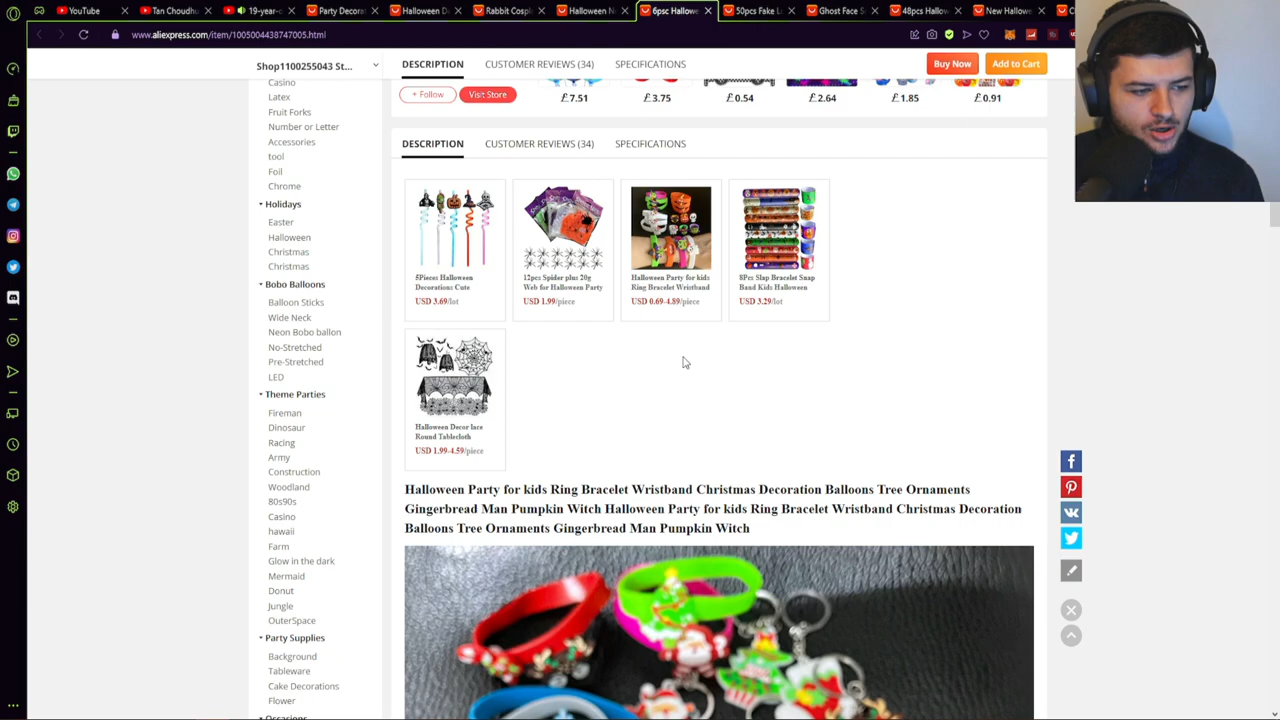 YouTube
Tan Choudhu
19-year-o
Party Decora
Halloween D
Rabbit Cosp
Halloween N
6psc Hallowe
50pcs Fake L
Ghost Face S
48pcs Hallow
New Hallowe
www.aliexpress.com/item/1005004438747005.html
Shop1100255043 St...
DESCRIPTION
CUSTOMER REVIEWS (34)
SPECIFICATIONS
Buy Now
Add to Cart
+ Follow
Visit Store
£7.51
£3.75
£0.54
£2.64
£1.85
£0.91
Casino
Latex
Fruit Forks
Number or Letter
Accessories
tool
Foil
Chrome
Holidays
Easter
Halloween
Christmas
Christmas
Bobo Balloons
Balloon Sticks
Wide Neck
Neon Bobo ballon
No-Stretched
Pre-Stretched
LED
Theme Parties
Fireman
Dinosaur
Racing
Army
Construction
Woodland
80s90s
Casino
hawaii
Farm
Glow in the dark
Mermaid
Donut
Jungle
OuterSpace
Party Supplies
Background
Tableware
Cake Decorations
Flower
Occasions
DESCRIPTION
CUSTOMER REVIEWS (34)
SPECIFICATIONS
5Pieces Halloween
Decorations Cute
USD 3.69/lot
12pcs Spider plus 20g
Web for Halloween Party
USD 1.99/piece
Halloween Party for kids
Ring Bracelet Wristband
USD 0.69-4.89/piece
8Pcs Slap Bracelet Snap
Band Kids Halloween
USD 3.29/lot
Halloween Decor lace
Round Tablecloth
USD 1.99-4.59/piece
Halloween Party for kids Ring Bracelet Wristband Christmas Decoration Balloons Tree Ornaments
Gingerbread Man Pumpkin Witch Halloween Party for kids Ring Bracelet Wristband Christmas Decoration
Balloons Tree Ornaments Gingerbread Man Pumpkin Witch